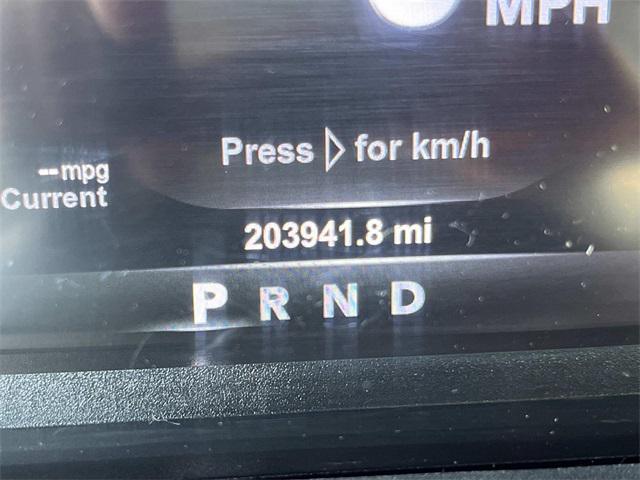 MPH
Press ▷ for km/h
--mpg
Current
203941.8 mi
P R N D